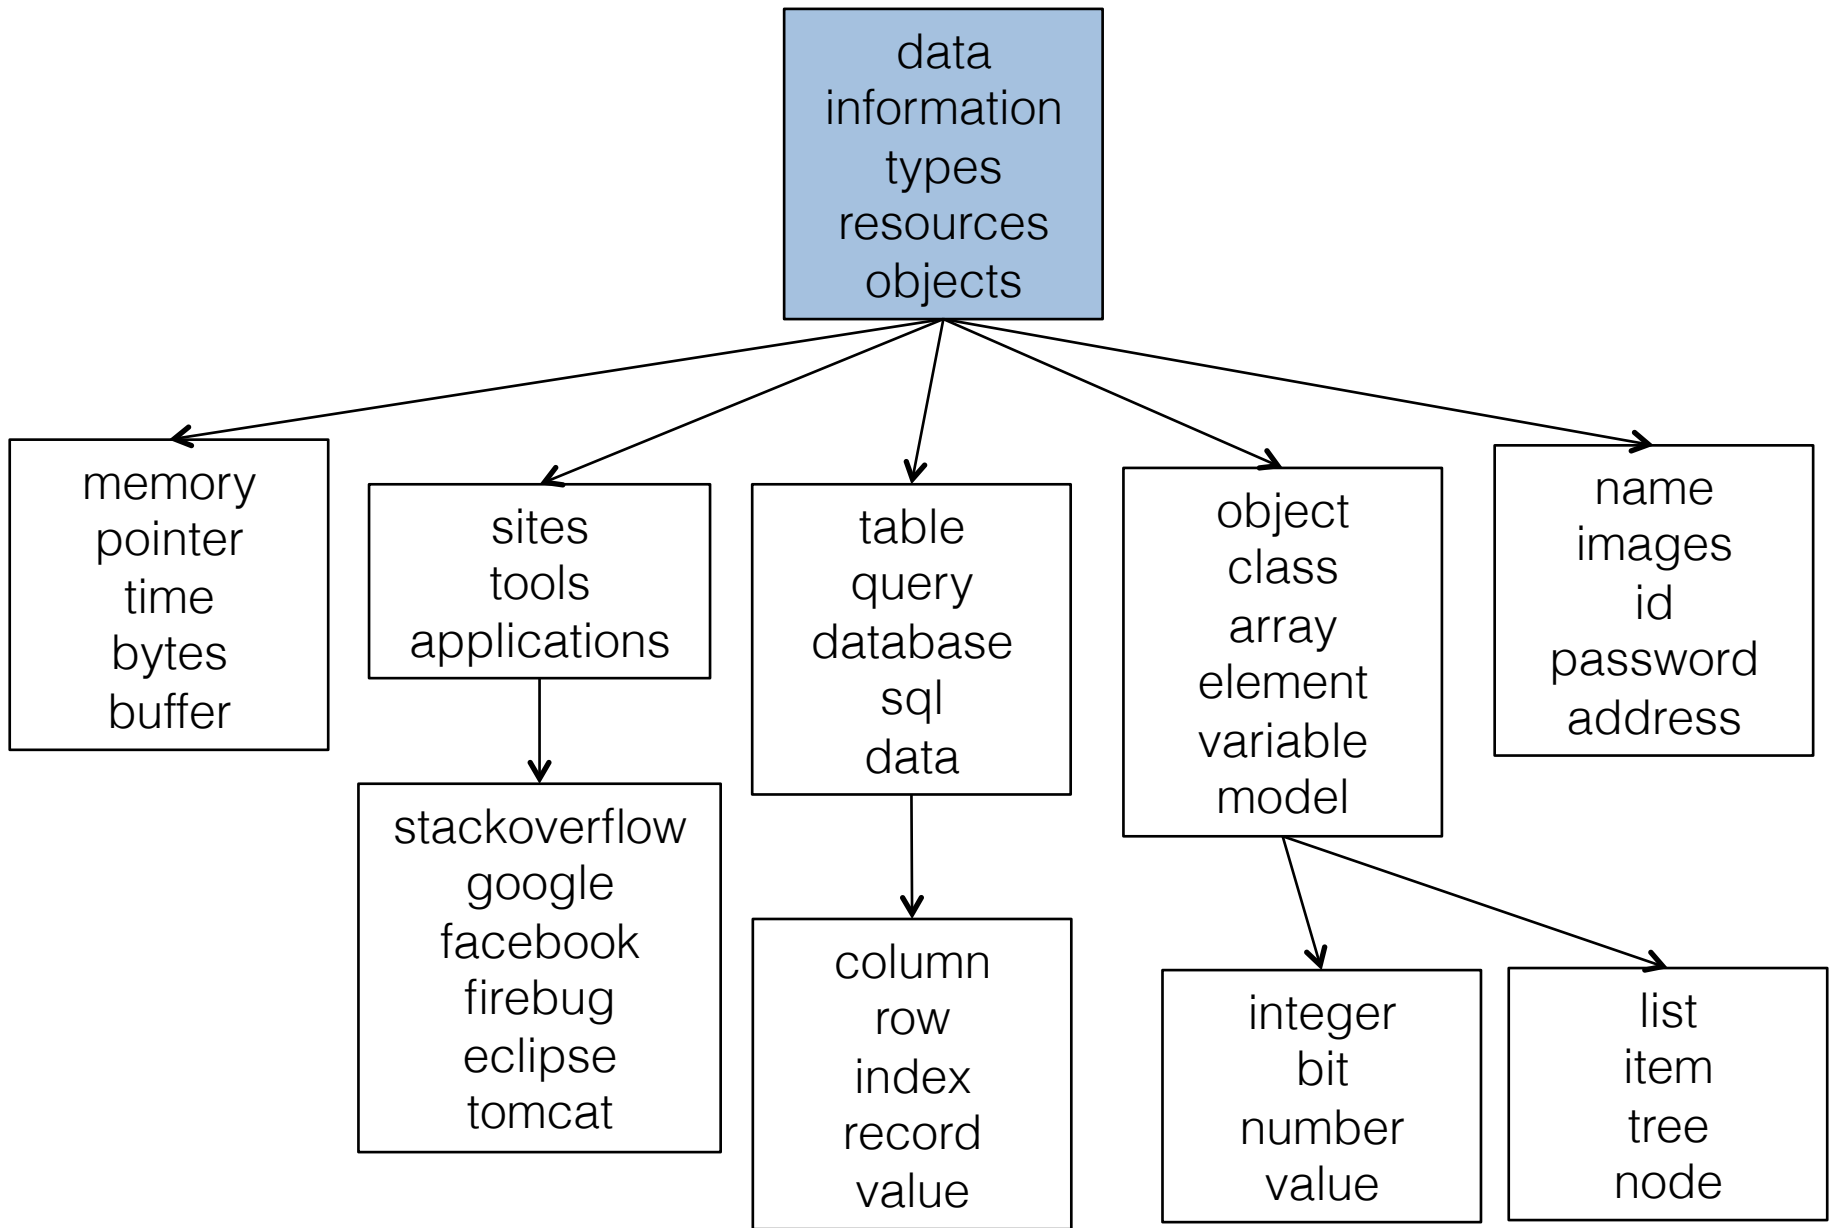 data
information
types
resources
objects
memory
pointer
time
bytes
buffer
sites
tools
applications
table
query
database
sql
data
object
class
array
element
variable
model
name
images
id
password
address
stackoverflow
google
facebook
firebug
eclipse
tomcat
column
row
index
record
value
integer
bit
number
value
list
item
tree
node